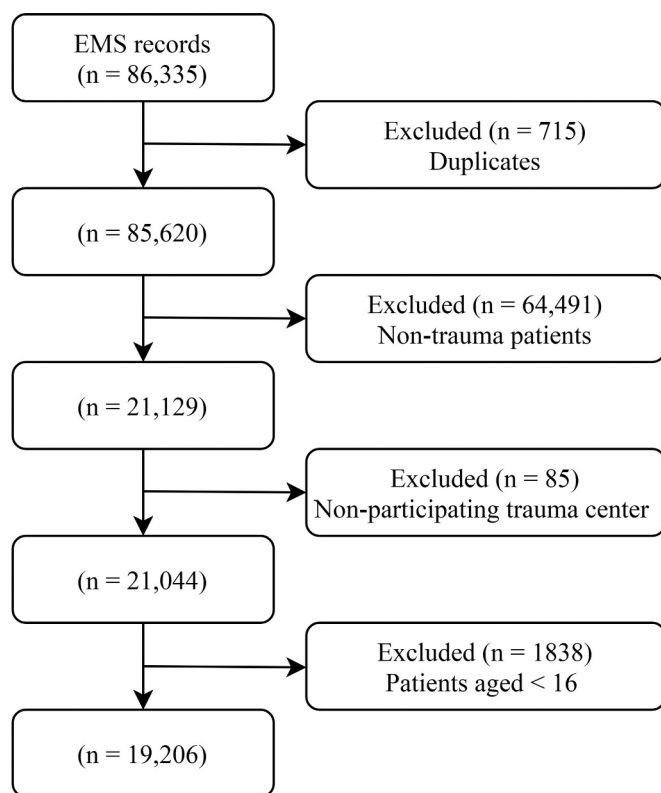 EMS records
(n = 86,335)
Excluded (n = 715)
Duplicates
(n = 85,620)
Excluded (n = 64,491)
Non-trauma patients
(n = 21,129)
Excluded (n = 85)
Non-participating trauma center
(n = 21,044)
Excluded (n = 1838)
Patients aged < 16
(n = 19,206)